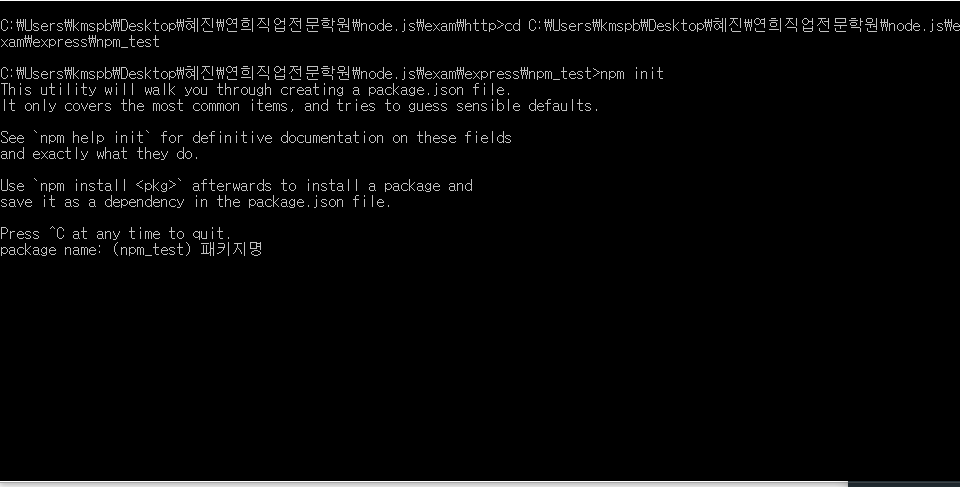 C:₩Users₩kmspb₩Desktop₩혜진₩연희직업전문학원₩node.js₩exam₩http>cd C:₩Users₩kmspb₩Desktop₩혜진₩연희직업전문학원₩node.js₩e
xam₩express₩npm_test
C:₩Users₩kmspb₩Desktop₩혜진₩연희직업전문학원₩node.js₩exam₩express₩npm_test>npm init
This utility will walk you through creating a package.json file.
It only covers the most common items, and tries to guess sensible defaults.
See `npm help init` for definitive documentation on these fields
and exactly what they do.
Use `npm install <pkg>` afterwards to install a package and
save it as a dependency in the package.json file.
Press ^C at any time to quit.
package name: (npm_test) 패키지명